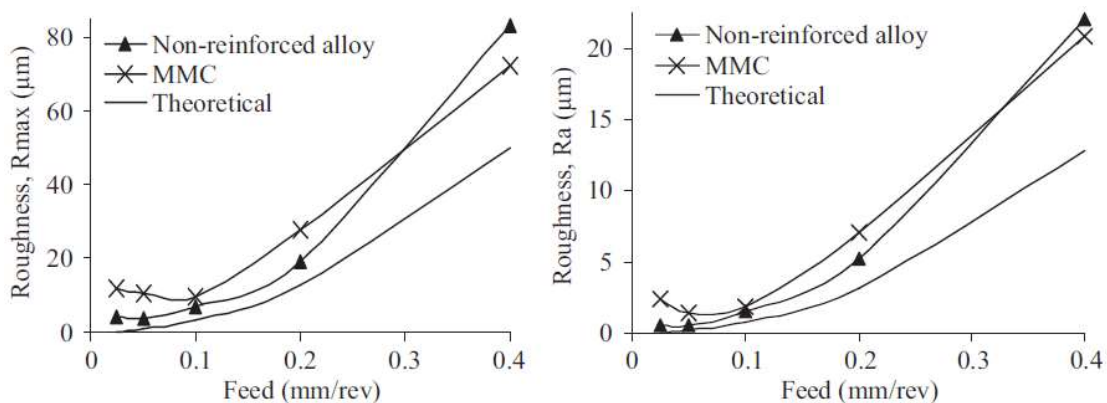 Roughness, Rmax (μm)
80
60
40
20
0
Non-reinforced alloy
MMC
Theoretical
0
0.1
0.2
0.3
0.4
Feed (mm/rev)
Roughness, Ra (μm)
20
15
10
5
0
Non-reinforced alloy
MMC
Theoretical
0
0.1
0.2
0.3
0.4
Feed (mm/rev)